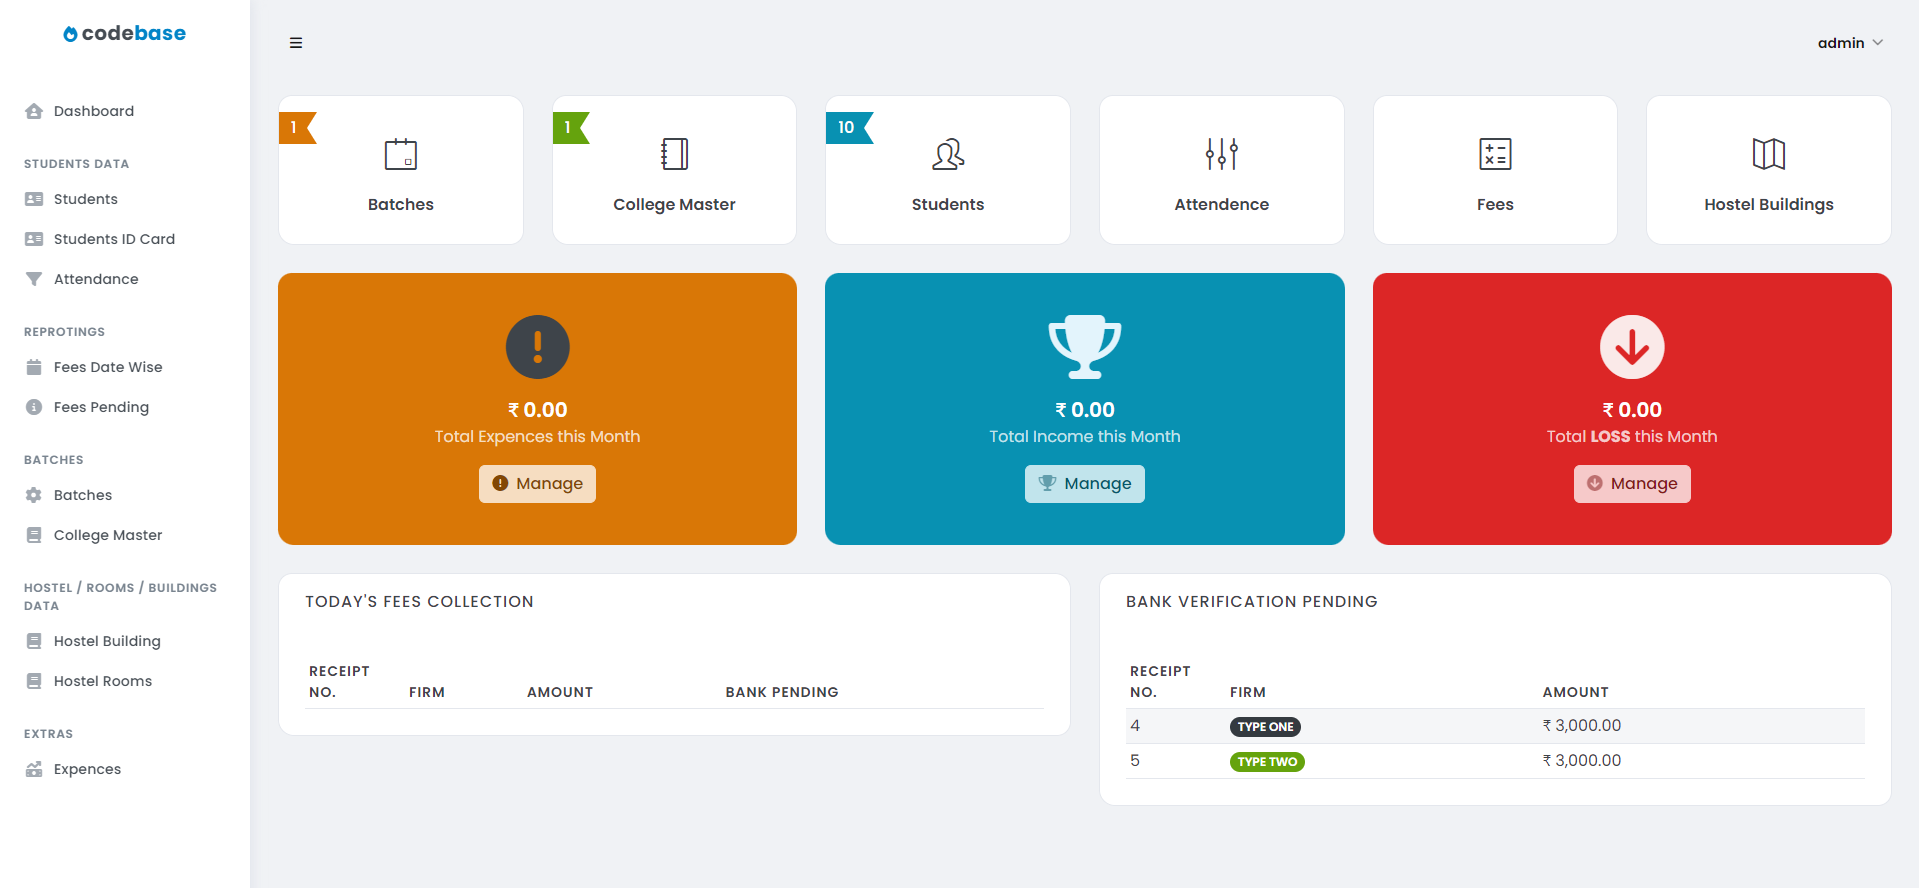 codebase
admin
Dashboard
STUDENTS DATA
Students
Students ID Card
Attendance
REPROTINGS
Fees Date Wise
Fees Pending
BATCHES
Batches
College Master
HOSTEL / ROOMS / BUILDINGS
DATA
Hostel Building
Hostel Rooms
EXTRAS
Expences
1
Batches
1
College Master
10
Students
Attendence
Fees
Hostel Buildings
₹ 0.00
Total Expences this Month
Manage
₹ 0.00
Total Income this Month
Manage
₹ 0.00
Total LOSS this Month
Manage
TODAY'S FEES COLLECTION
RECEIPT
NO. FIRM AMOUNT BANK PENDING
BANK VERIFICATION PENDING
RECEIPT
NO. FIRM AMOUNT
4 TYPE ONE ₹ 3,000.00
5 TYPE TWO ₹ 3,000.00